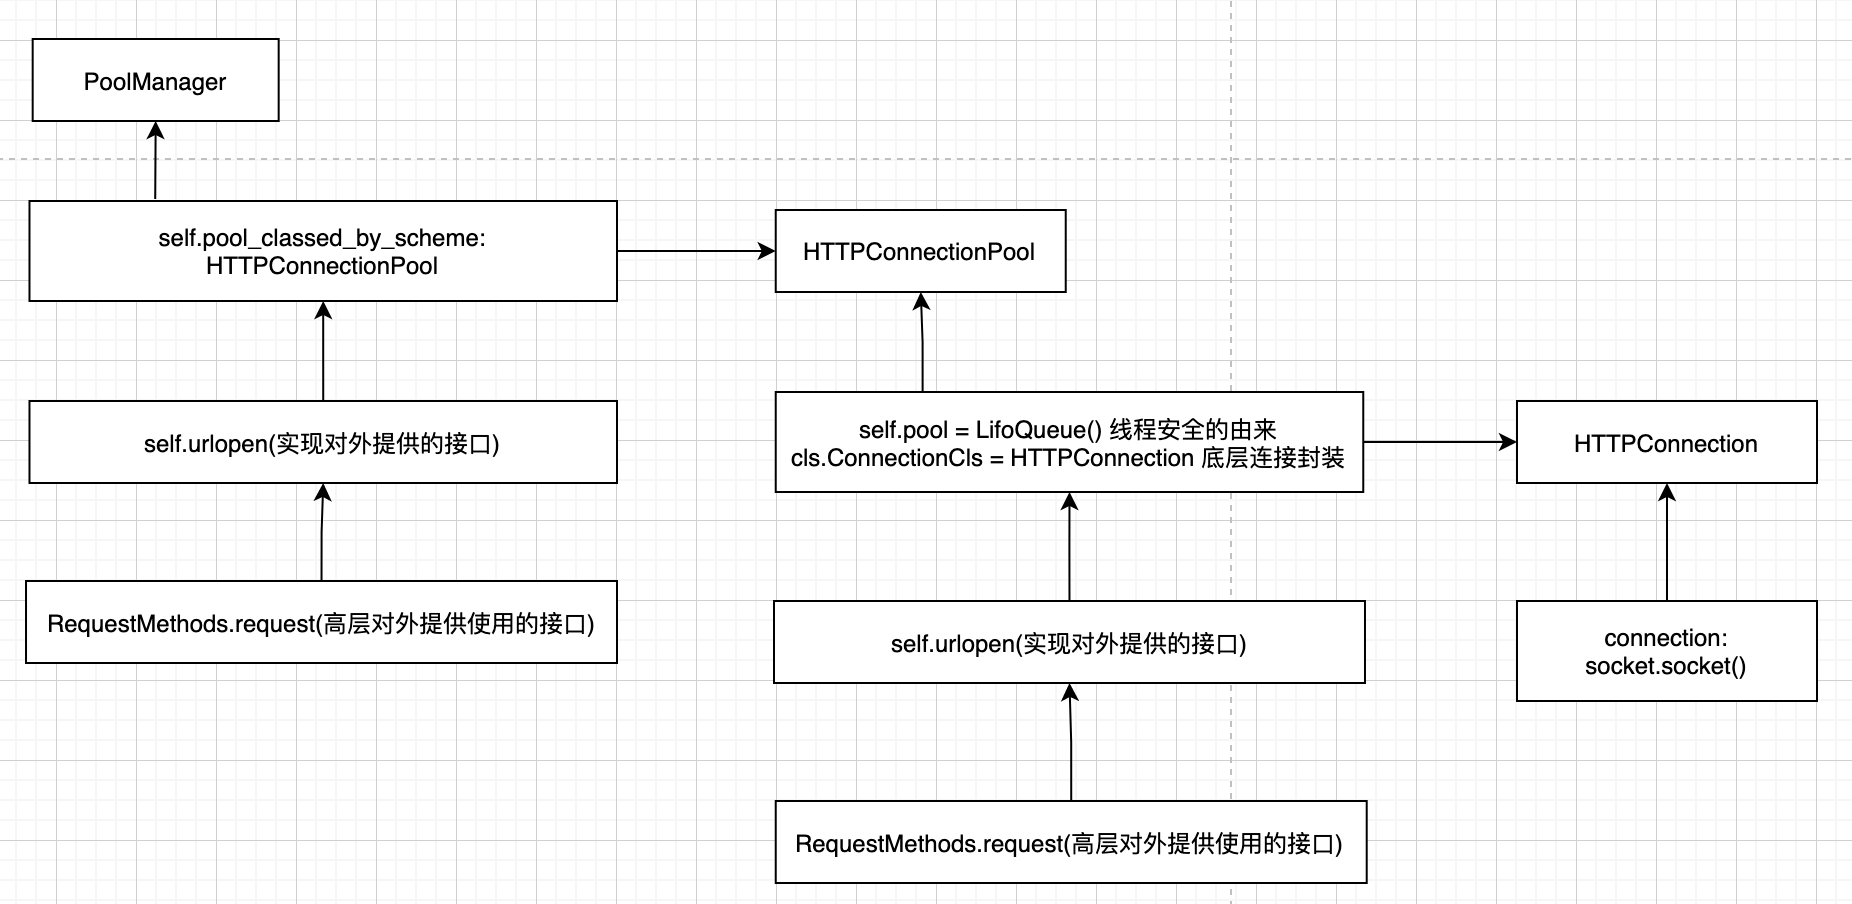 PoolManager
self.pool_classed_by_scheme:
HTTPConnectionPool
self.urlopen(实现对外提供的接口)
RequestMethods.request(高层对外提供使用的接口)
HTTPConnectionPool
self.pool = LifoQueue() 线程安全的由来
cls.ConnectionCls = HTTPConnection 底层连接封装
self.urlopen(实现对外提供的接口)
RequestMethods.request(高层对外提供使用的接口)
HTTPConnection
connection:
socket.socket()